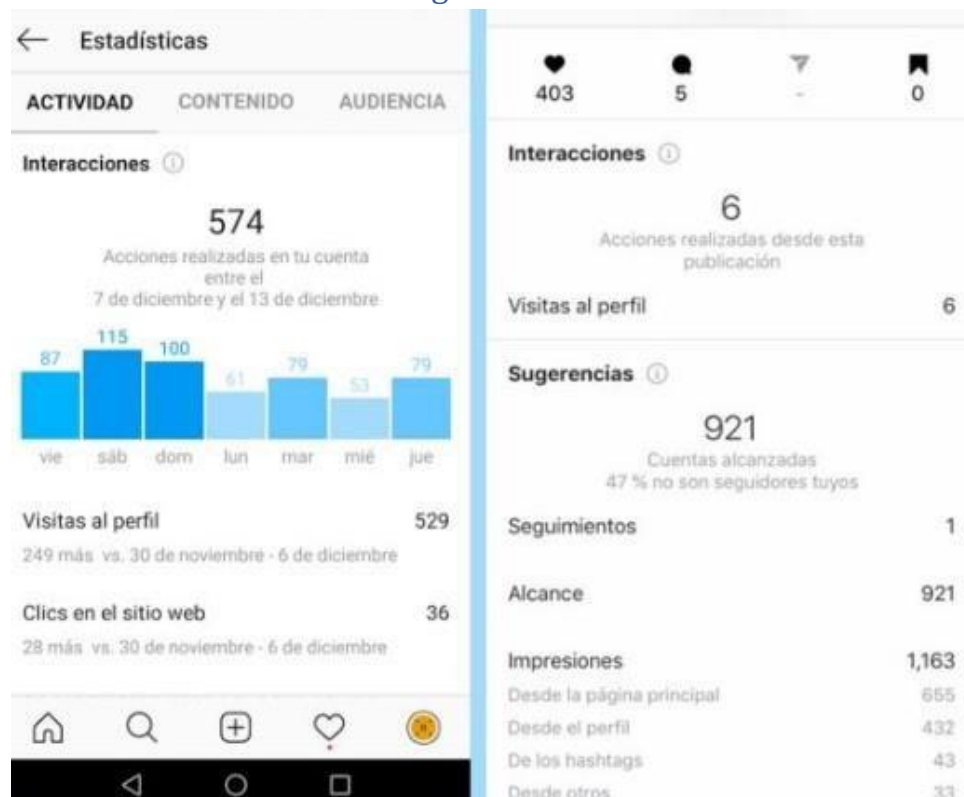 Estadísticas
ACTIVIDAD CONTENIDO AUDIENCIA
Interacciones
574
Acciones realizadas en tu cuenta
entre el
7 de diciembre y el 13 de diciembre
87 115 100 61 79 53 79
vie sáb dom lun mar mié jue
Visitas al perfil 529
249 más vs. 30 de noviembre - 6 de diciembre
Clics en el sitio web 36
28 más vs. 30 de noviembre - 6 de diciembre
403 5 - 0
Interacciones
6
Acciones realizadas desde esta
publicación
Visitas al perfil 6
Sugerencias
921
Cuentas alcanzadas
47 % no son seguidores tuyos
Seguimientos 1
Alcance 921
Impresiones 1,163
Desde la página principal 655
Desde el perfil 432
De los hashtags 43
Desde otros 33